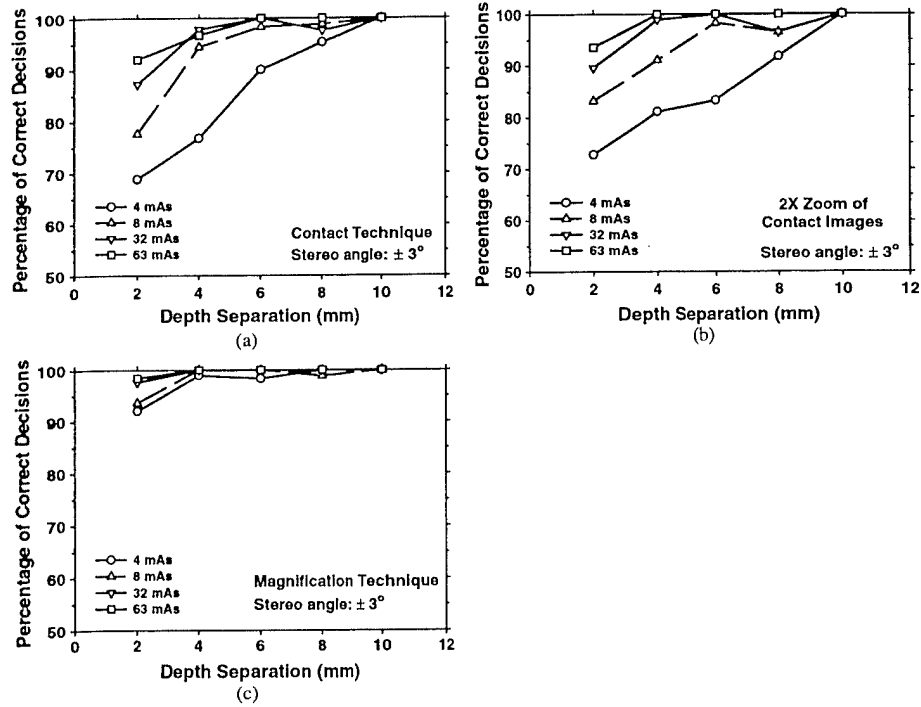 Percentage of Correct Decisions
100
90
80
70
60
50
4 mAs
8 mAs
32 mAs
63 mAs
Contact Technique
Stereo angle: ± 3°
0 2 4 6 8 10 12
Depth Separation (mm)
(a)
Percentage of Correct Decisions
100
90
80
70
60
50
4 mAs
8 mAs
32 mAs
63 mAs
2X Zoom of
Contact Images
Stereo angle: ± 3°
0 2 4 6 8 10 12
Depth Separation (mm)
(b)
Percentage of Correct Decisions
100
90
80
70
60
50
4 mAs
8 mAs
32 mAs
63 mAs
Magnification Technique
Stereo angle: ± 3°
0 2 4 6 8 10 12
Depth Separation (mm)
(c)